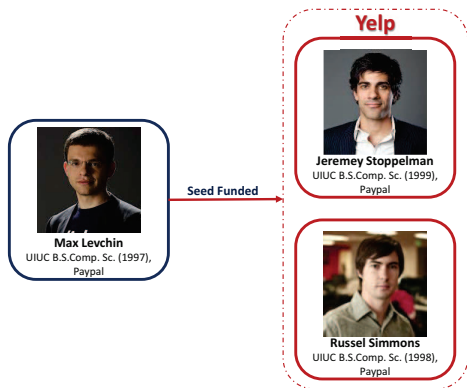 Yelp
Jeremey Stoppelman
UIUC B.S.Comp. Sc. (1999),
Paypal
Seed Funded
Max Levchin
UIUC B.S.Comp. Sc. (1997),
Paypal
Russel Simmons
UIUC B.S.Comp. Sc. (1998),
Paypal